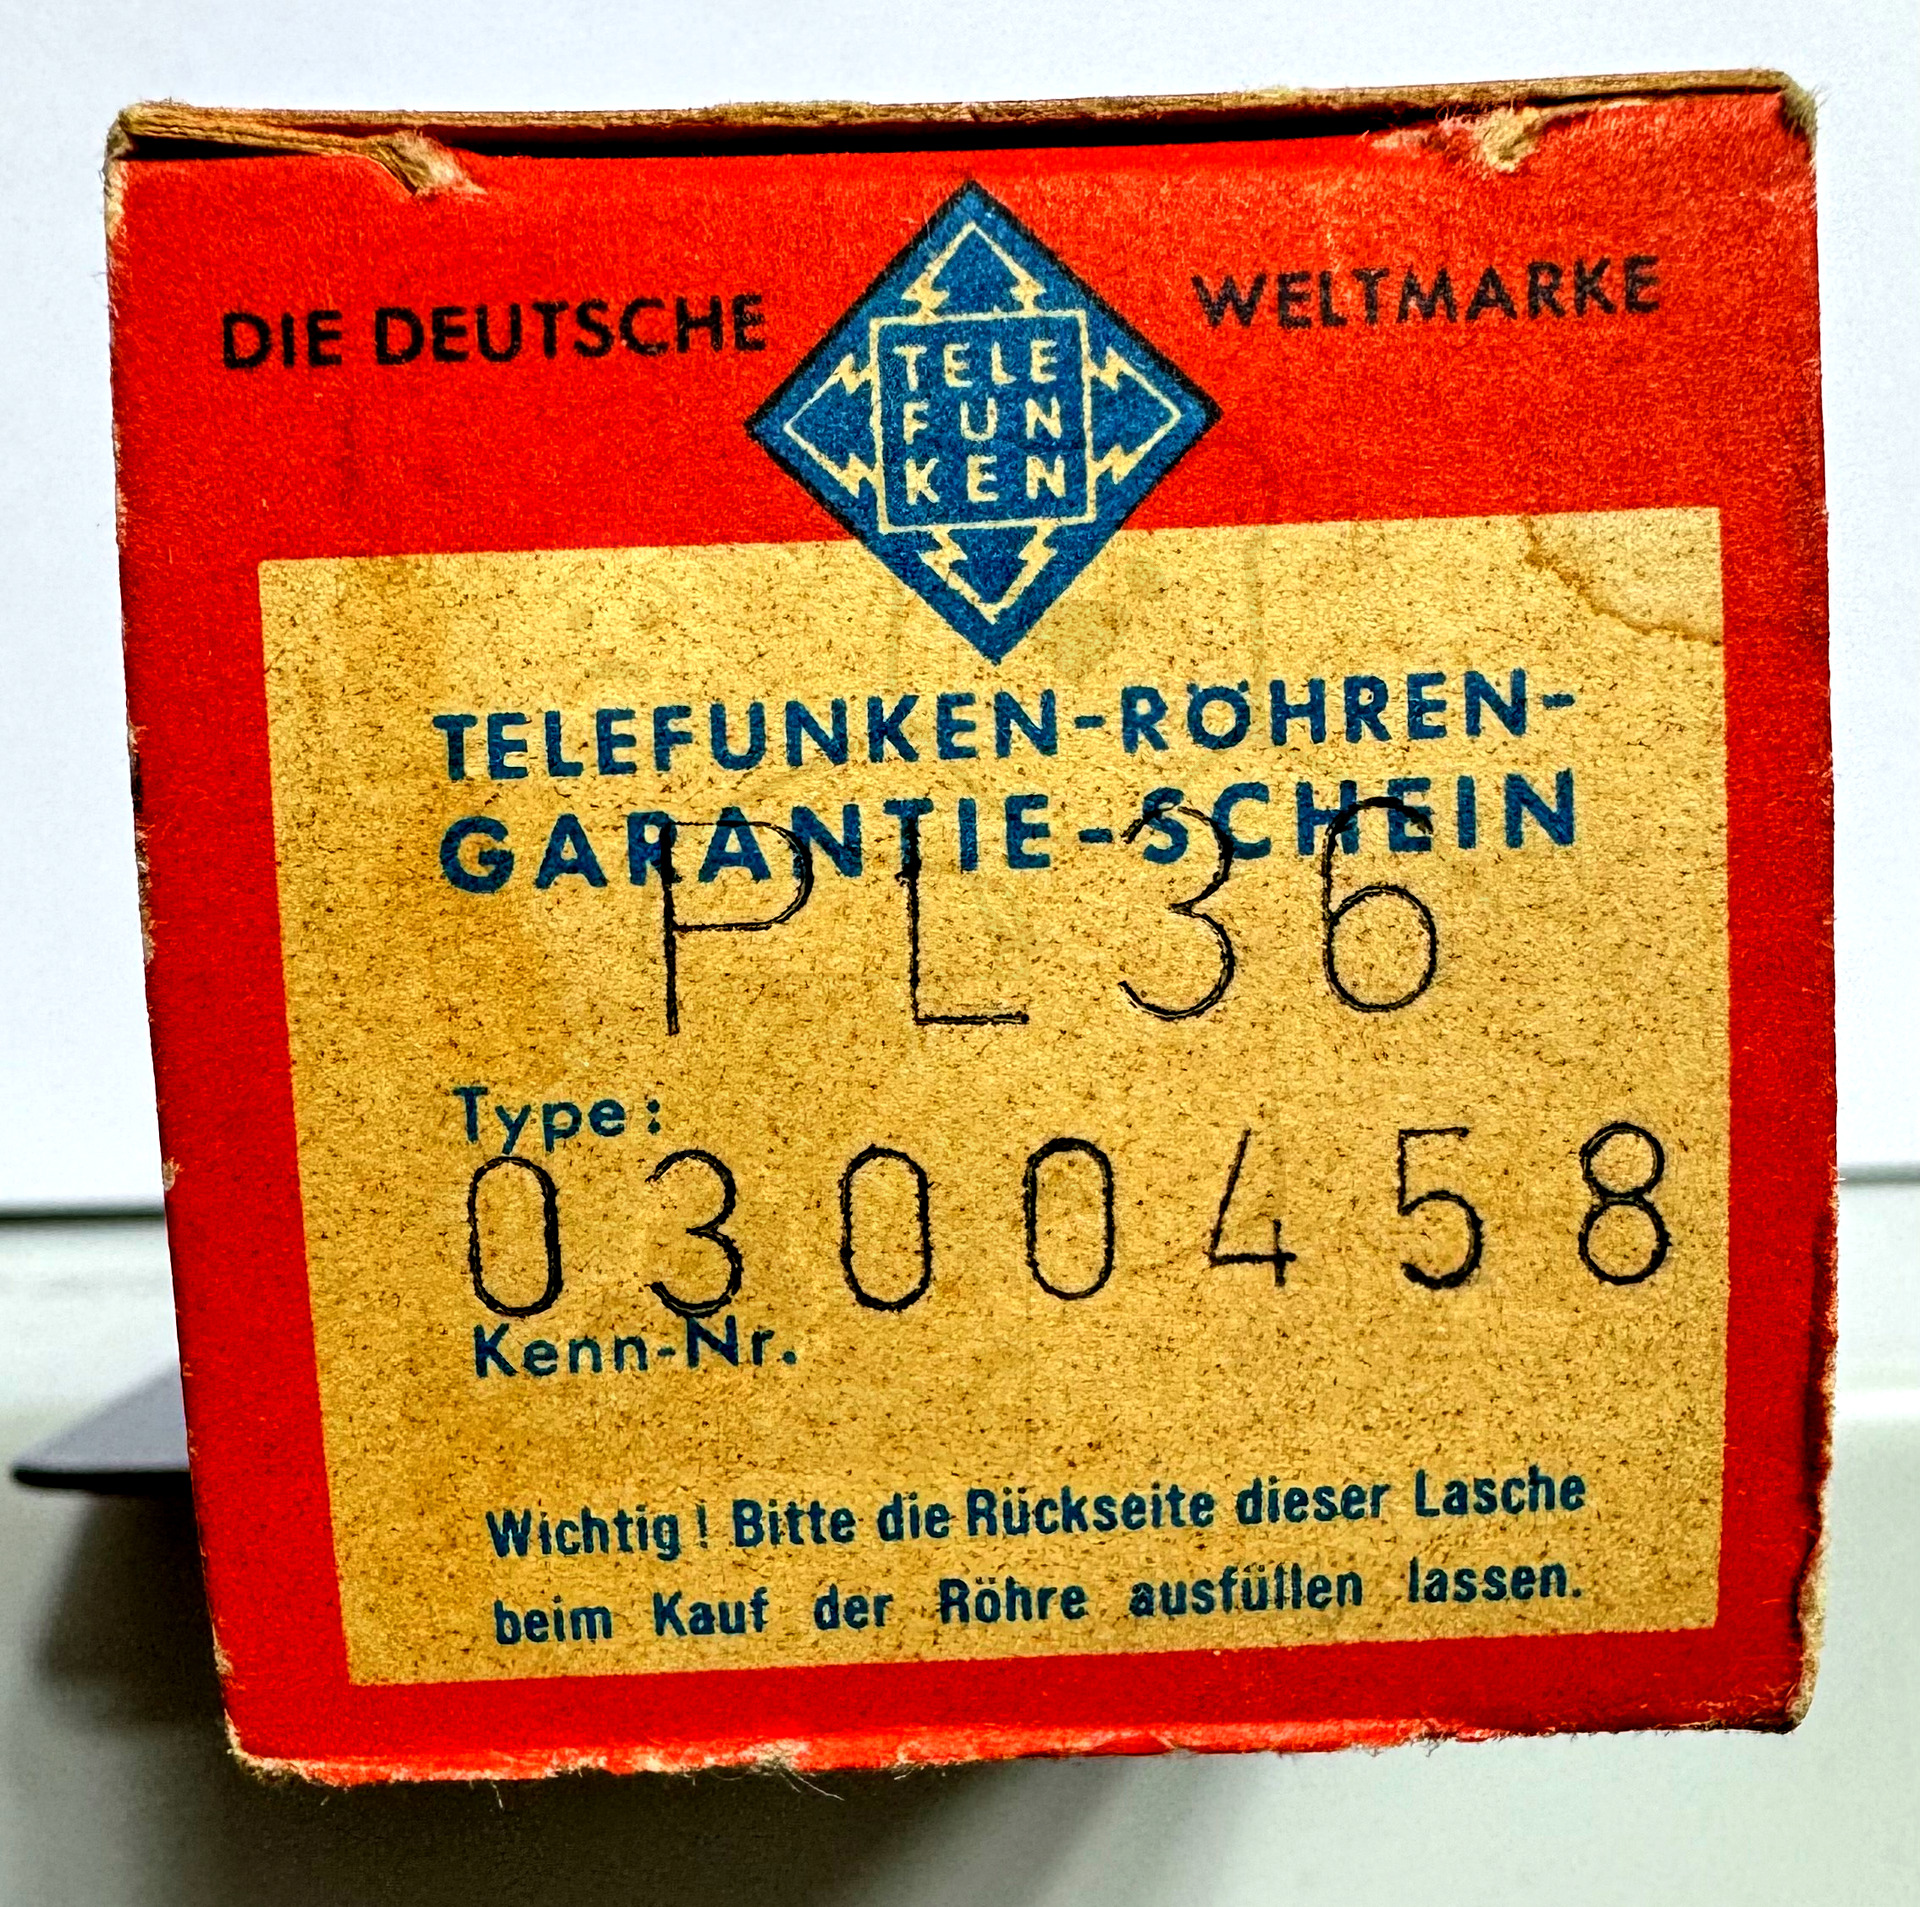 DIE DEUTSCHE WELTMARKE
TELE
FUN
KEN
TELEFUNKEN-RÖHREN-
GARANTIE-SCHEIN
PL36
Type:
0300458
Kenn-Nr.
Wichtig! Bitte die Rückseite dieser Lasche
beim Kauf der Röhre ausfüllen lassen.